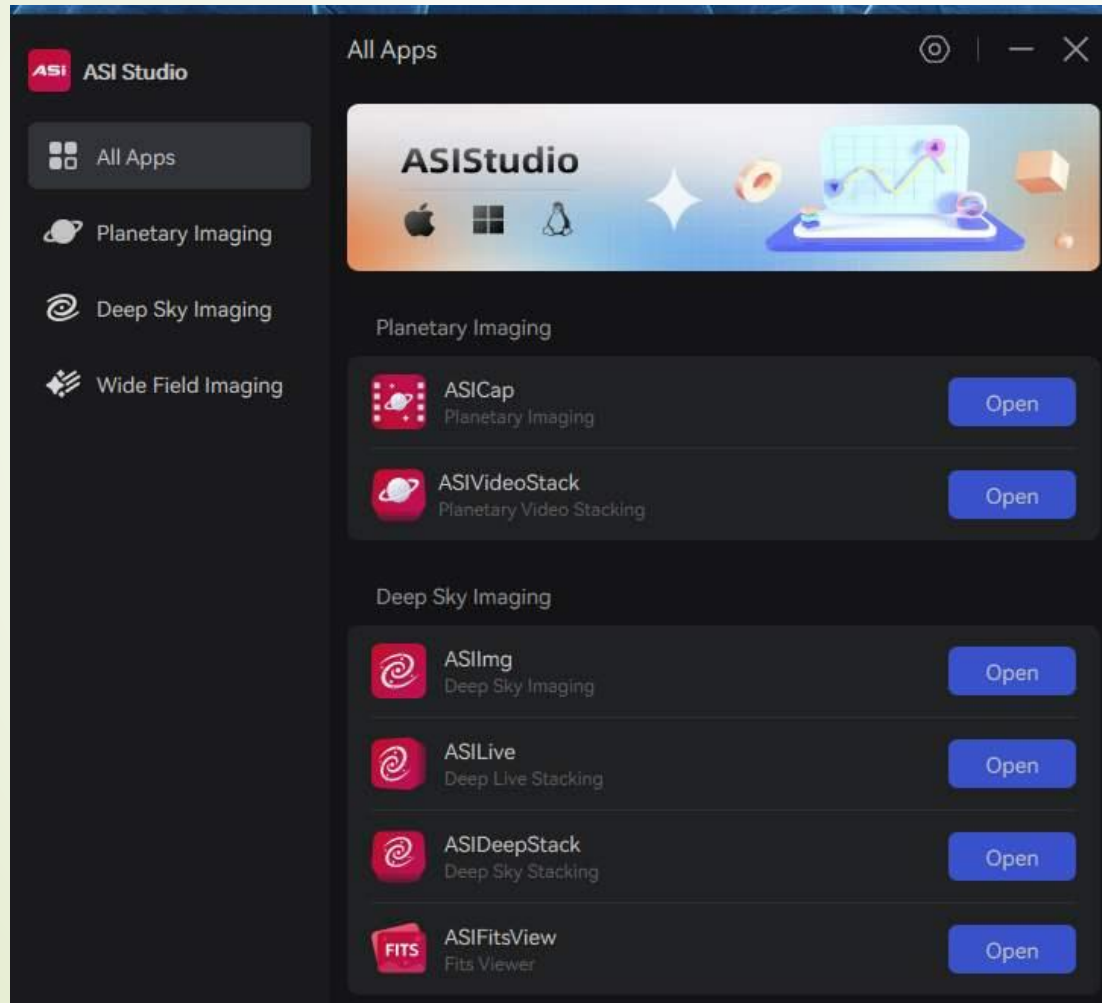 ASI ASI Studio
All Apps
Planetary Imaging
Deep Sky Imaging
Wide Field Imaging
All Apps
ASIStudio
Planetary Imaging
ASICap
Planetary Imaging
Open
ASIVideoStack
Planetary Video Stacking
Open
Deep Sky Imaging
ASIImg
Deep Sky Imaging
Open
ASILive
Deep Live Stacking
Open
ASIDeepStack
Deep Sky Stacking
Open
FITS
ASIFitsView
Fits Viewer
Open